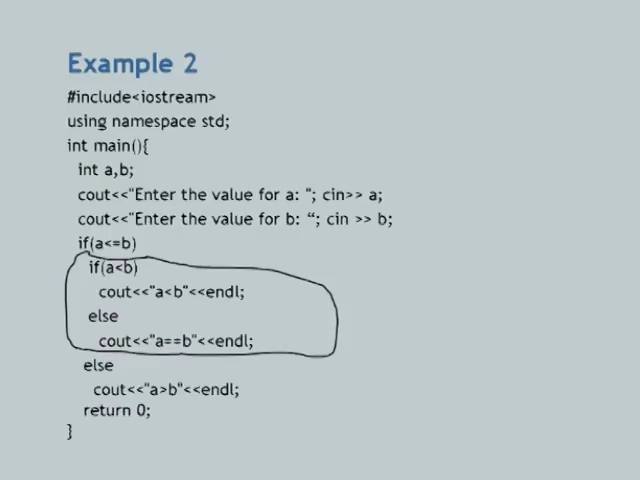 Example 2
#include<iostream>
using namespace std;
int main(){
int a,b;
cout<<"Enter the value for a: "; cin>> a;
cout<<"Enter the value for b: “; cin >> b;
if(a<=b)
if(a<b)
cout<<"a<b"<<endl;
else
cout<<"a==b"<<endl;
else
cout<<"a>b"<<endl;
return 0;
}